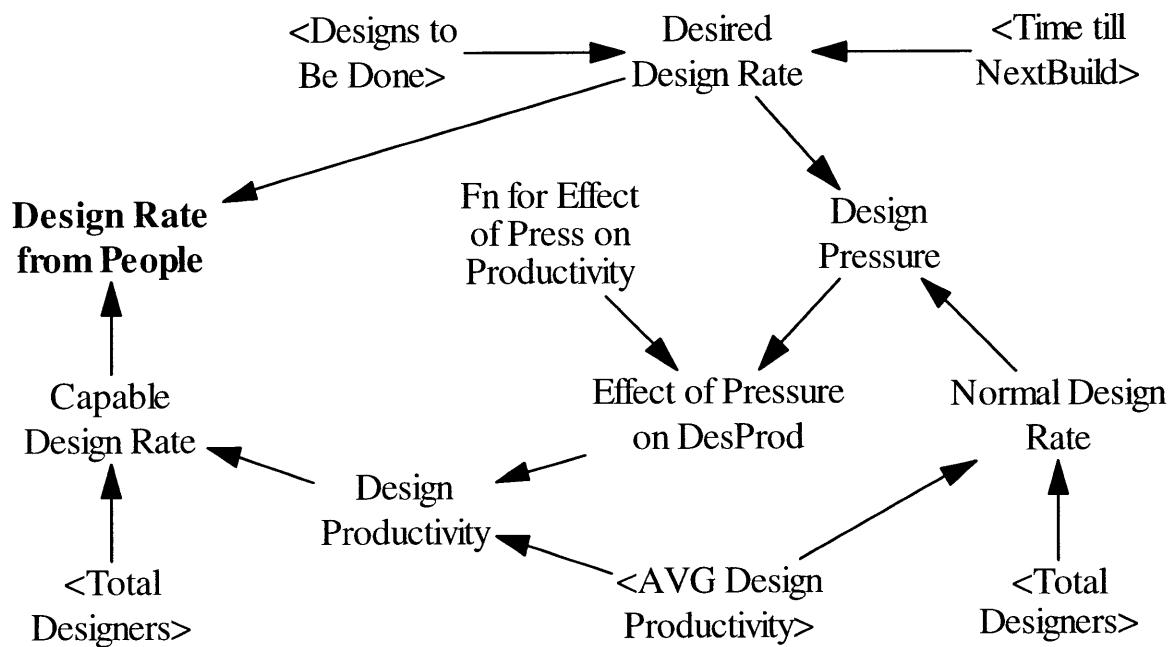 <Designs to
Be Done>
Desired
Design Rate
<Time till
NextBuild>
Design Rate
from People
Fn for Effect
of Press on
Productivity
Design
Pressure
Capable
Design Rate
Effect of Pressure
on DesProd
Normal Design
Rate
Design
Productivity
<Total
Designers>
<AVG Design
Productivity>
<Total
Designers>